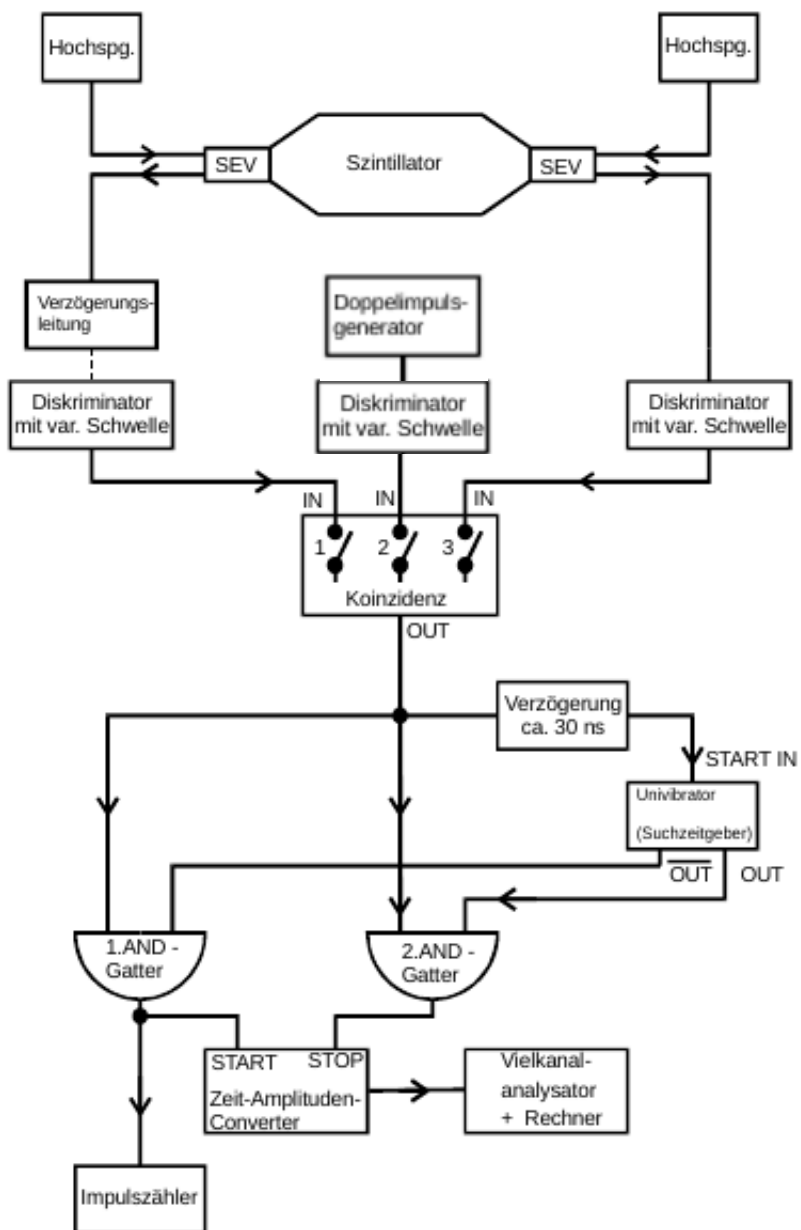 Hochspg.
Hochspg.
SEV
Szintillator
SEV
Verzögerungs-
leitung
Doppelimpuls-
generator
Diskriminator
mit var. Schwelle
Diskriminator
mit var. Schwelle
Diskriminator
mit var. Schwelle
IN
IN
IN
1
2
3
Koinzidenz
OUT
Verzögerung
ca. 30 ns
START IN
Univibrator
(Suchzeitgeber)
OUT
OUT
1.AND -
Gatter
2.AND -
Gatter
START
STOP
Zeit-Amplituden-
Converter
Vielkanal-
analysator
+ Rechner
Impulszähler